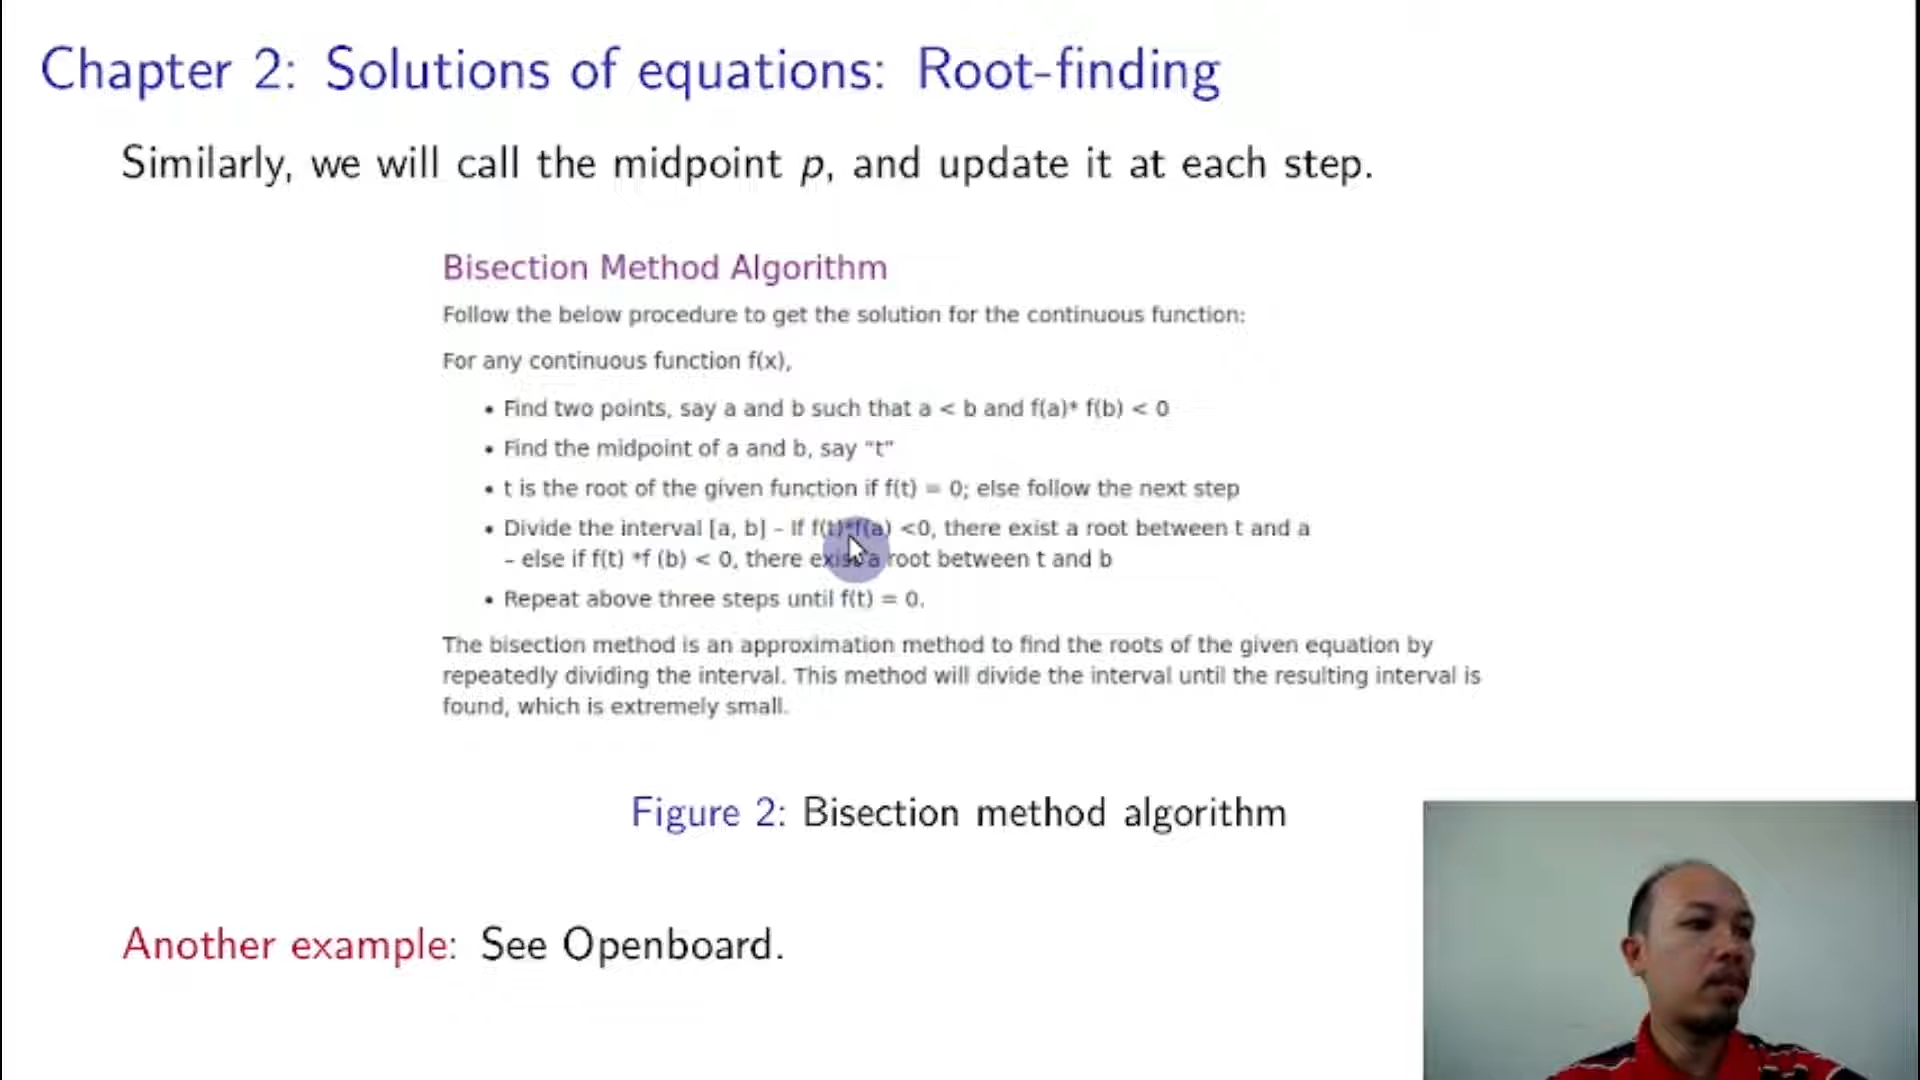 Chapter 2: Solutions of equations: Root-finding
Similarly, we will call the midpoint p, and update it at each step.
Bisection Method Algorithm
Follow the below procedure to get the solution for the continuous function:
For any continuous function f(x),
• Find two points, say a and b such that a < b and f(a)* f(b) < 0
• Find the midpoint of a and b, say “t”
• t is the root of the given function if f(t) = 0; else follow the next step
• Divide the interval [a, b] – If f(t)*f(a) <0, there exist a root between t and a
– else if f(t) *f (b) < 0, there exist a root between t and b
• Repeat above three steps until f(t) = 0.
The bisection method is an approximation method to find the roots of the given equation by
repeatedly dividing the interval. This method will divide the interval until the resulting interval is
found, which is extremely small.
Figure 2: Bisection method algorithm
Another example: See Openboard.